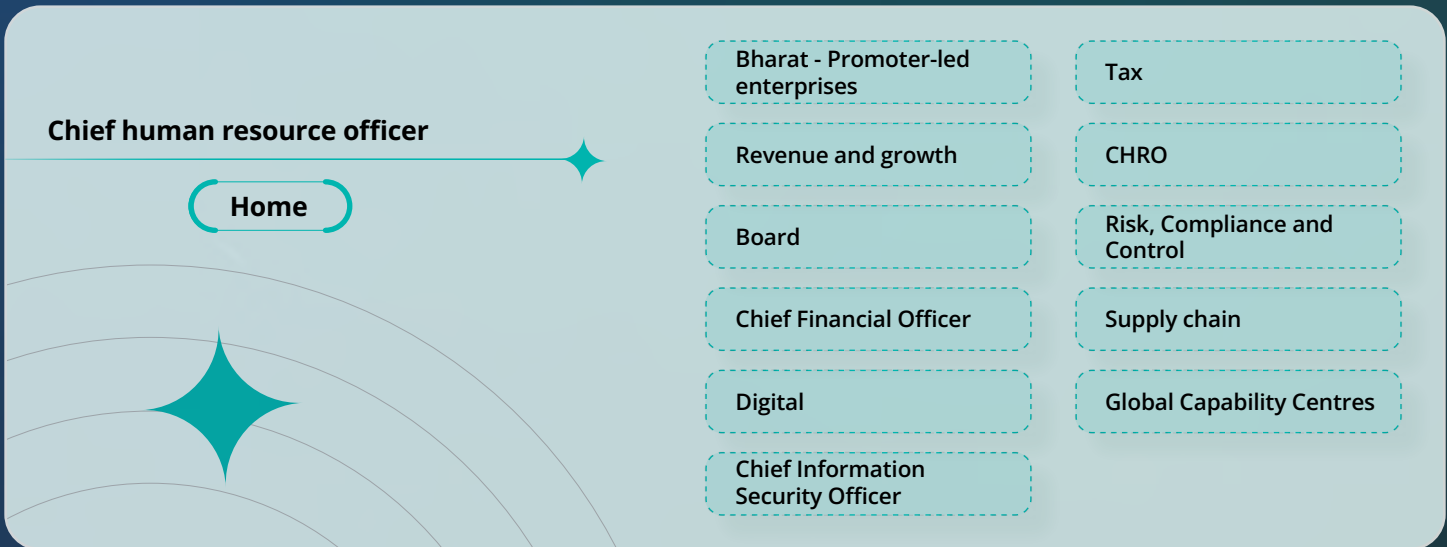 Chief human resource officer
Home
Bharat - Promoter-led
enterprises
Revenue and growth
Board
Chief Financial Officer
Digital
Chief Information
Security Officer
Tax
CHRO
Risk, Compliance and
Control
Supply chain
Global Capability Centres